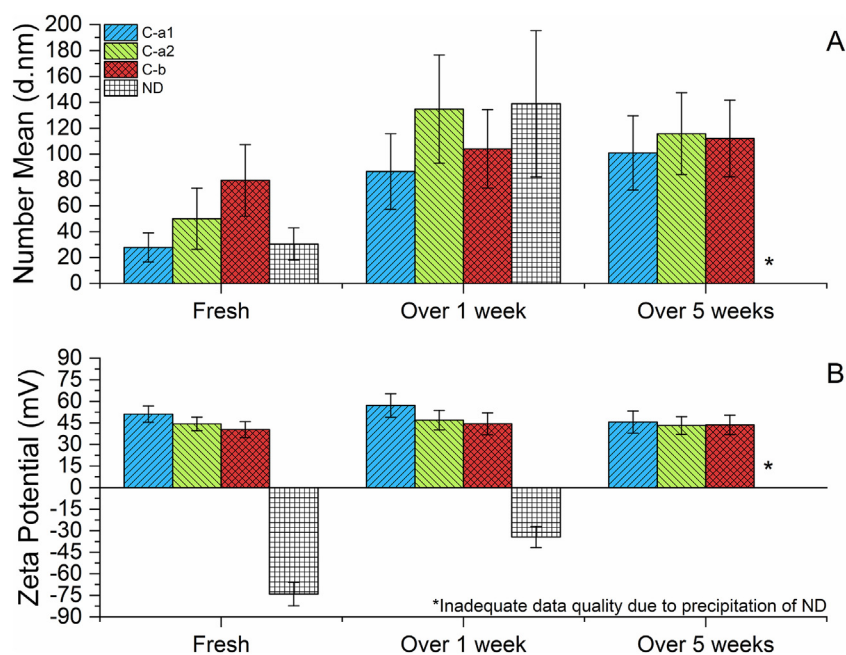 Number Mean (d.nm)
200
180
160
140
120
100
80
60
40
20
0
C-a1
C-a2
C-b
ND
A
*
Fresh
Over 1 week
Over 5 weeks
Zeta Potential (mV)
90
75
60
45
30
15
0
-15
-30
-45
-60
-75
-90
B
*
*Inadequate data quality due to precipitation of ND
Fresh
Over 1 week
Over 5 weeks